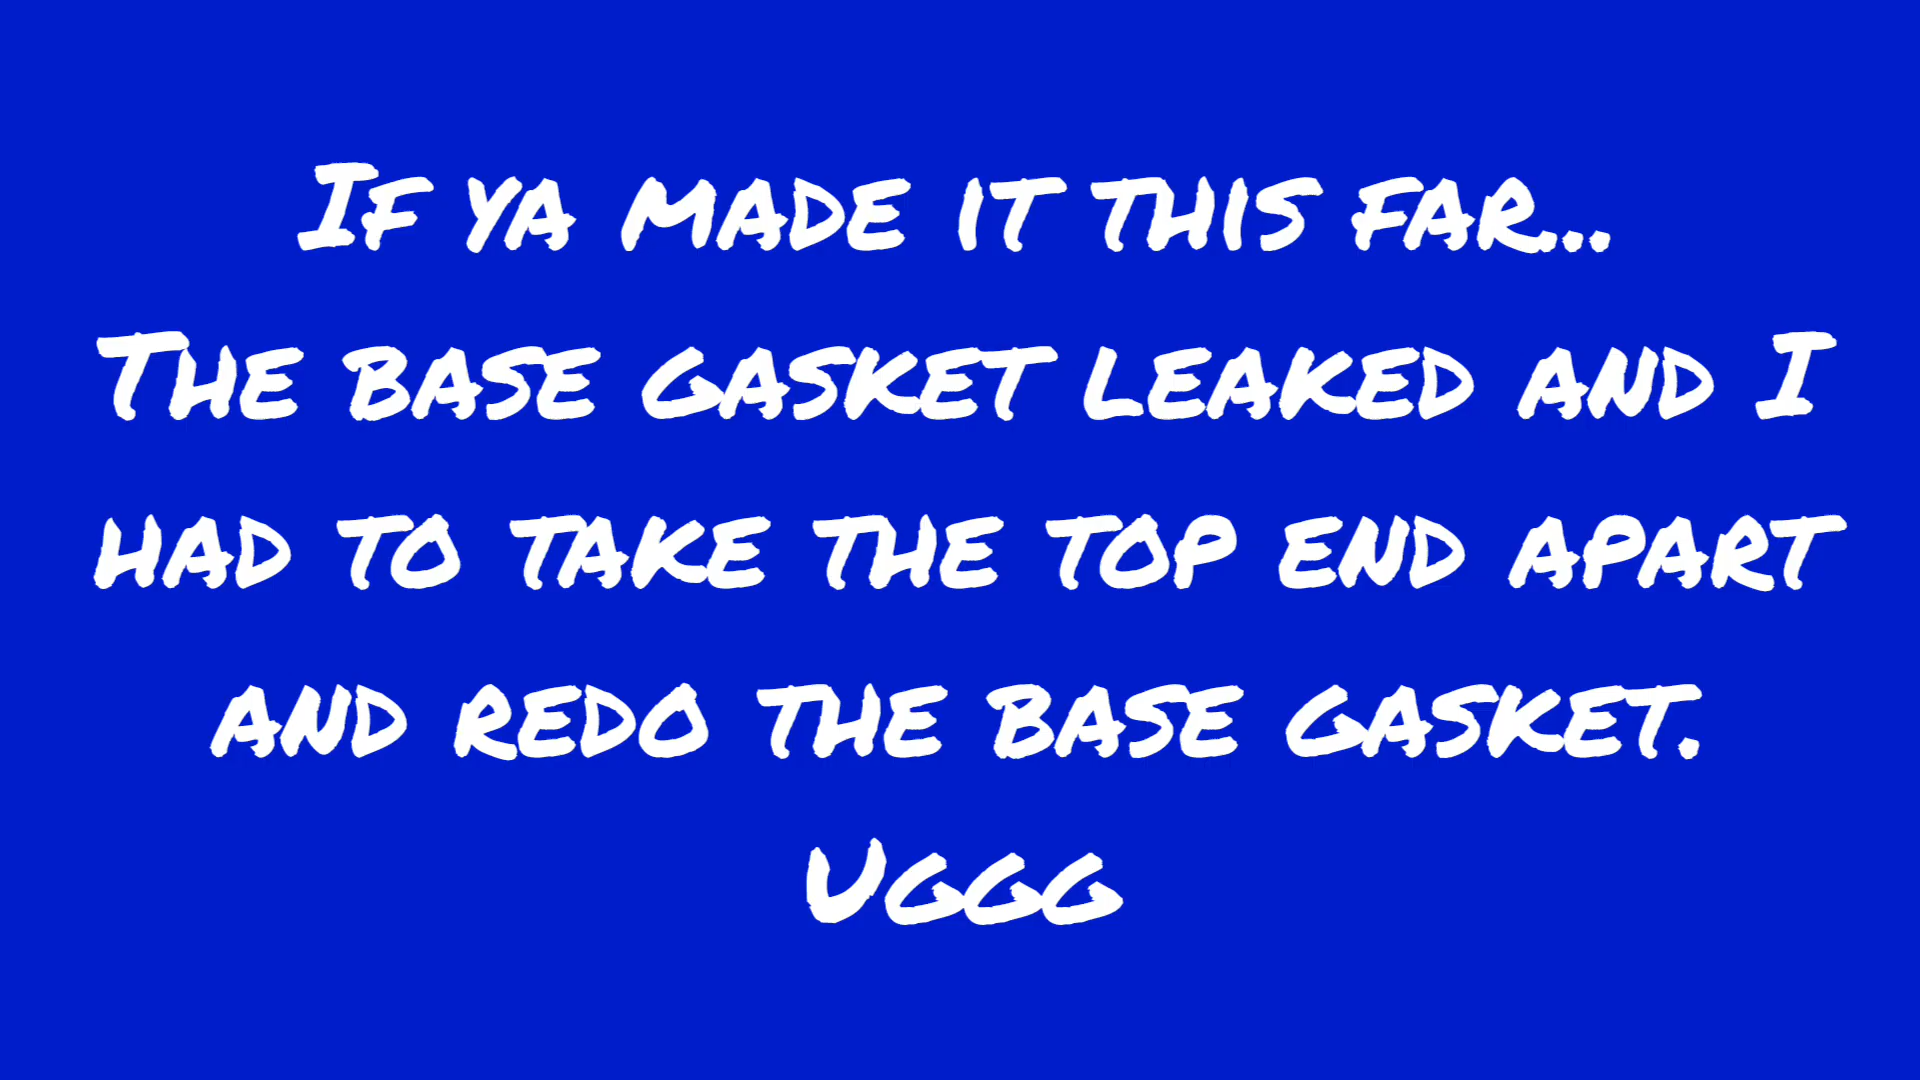 If ya made it this far...
The base gasket leaked and I
had to take the top end apart
and redo the base gasket.
Uggg